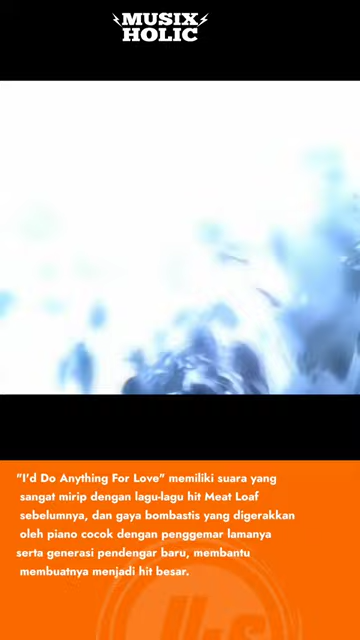 MUSIX
HOLIC
"I'd Do Anything For Love" memiliki suara yang
sangat mirip dengan lagu-lagu hit Meat Loaf
sebelumnya, dan gaya bombastis yang digerakkan
oleh piano cocok dengan penggemar lamanya
serta generasi pendengar baru, membantu
membuatnya menjadi hit besar.